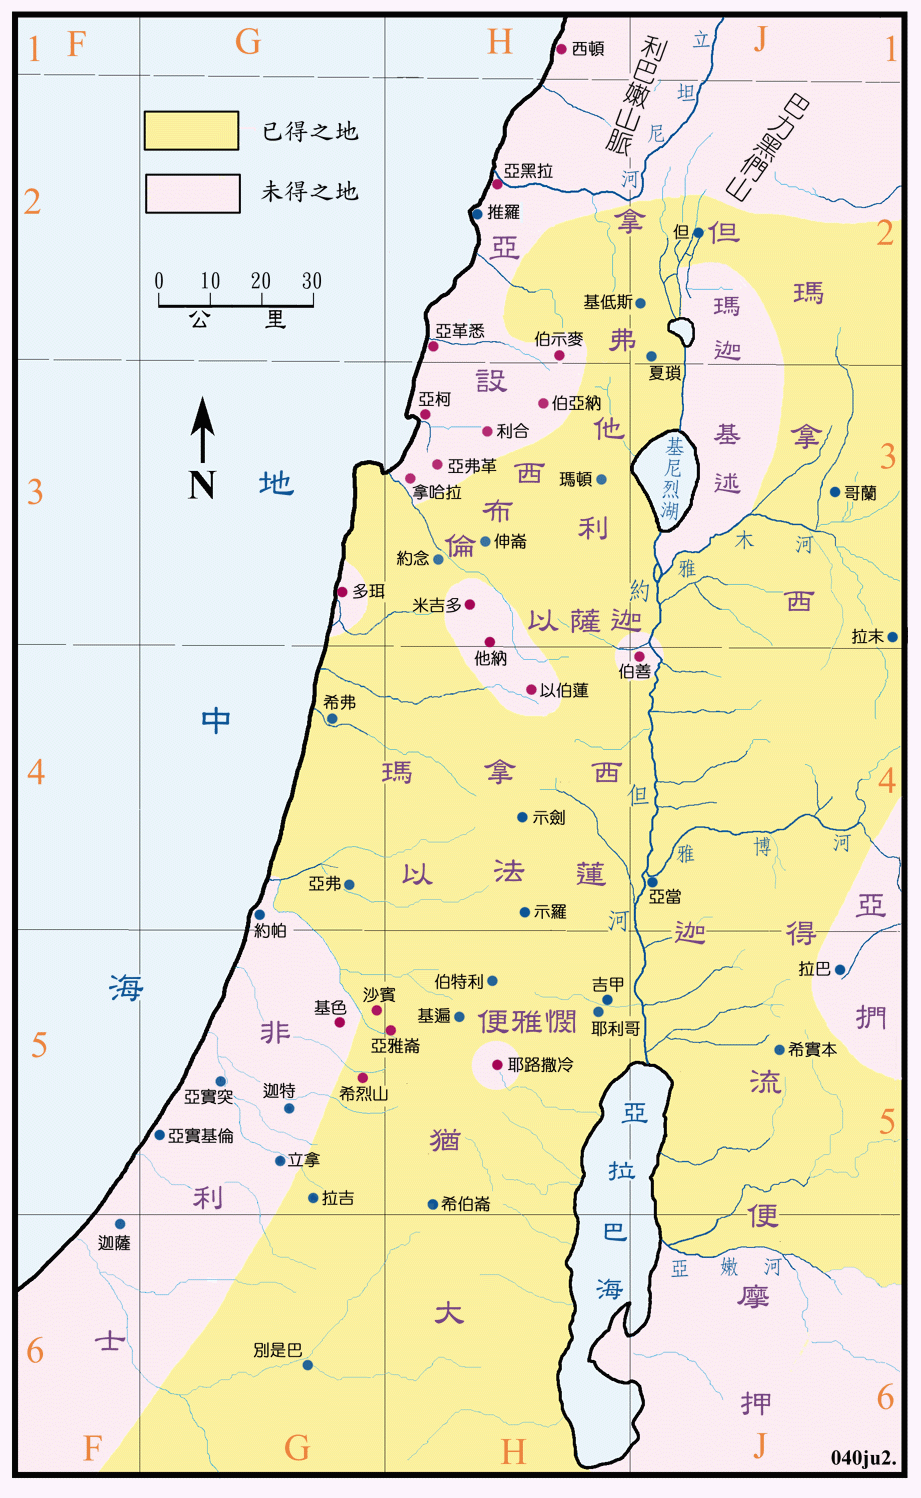 F G H J
1 1
西頓
利巴嫩山脈
立坦尼河
巴力黑們山
已得之地
未得之地
亞黑拉
推羅
2 2
亞
拿
但
但
0 10 20 30
公里
基低斯
瑪
瑪
亞革悉
伯示麥
弗
迦
夏瑣
設
亞柯
伯亞納
利合
他
基
拿
基尼烈湖
亞弗革
拿哈拉
西
瑪頓
述
哥蘭
N
地
3 3
布
利
伸崙
倫
約念
木
河
雅
西
多珥
米吉多
約
以薩迦
他納
伯善
拉末
以伯蓮
希弗
中
4 4
瑪拿西
但
示劍
雅博河
以法蓮
亞弗
亞當
示羅
河
約帕
迦得
亞
捫
拉巴
海
伯特利
吉甲
沙賓
基色
基遍
便雅憫
耶利哥
亞雅崙
非
5
希實本
耶路撒冷
希烈山
流
亞實突
迦特
5
亞實基倫
猶
亞拉巴海
立拿
利
拉吉
希伯崙
便
迦薩
亞嫩河
摩
大
士
別是巴
6 6
押
F G H J
040ju2.